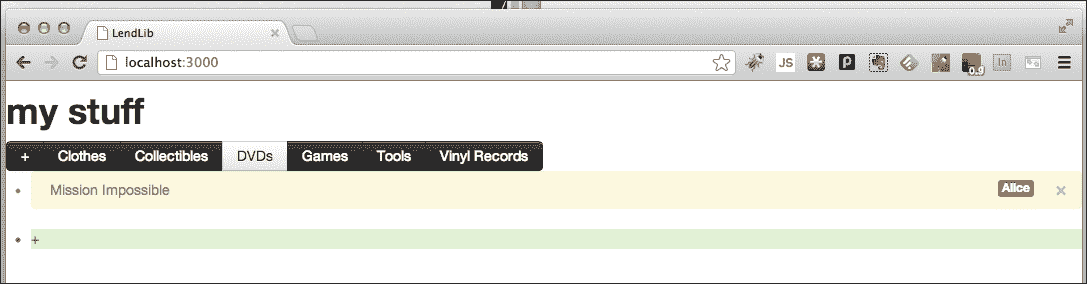 LendLib ×
localhost:3000 JS 0.9 In
my stuff
+ Clothes Collectibles DVDs Games Tools Vinyl Records
Mission Impossible Alice ×
+